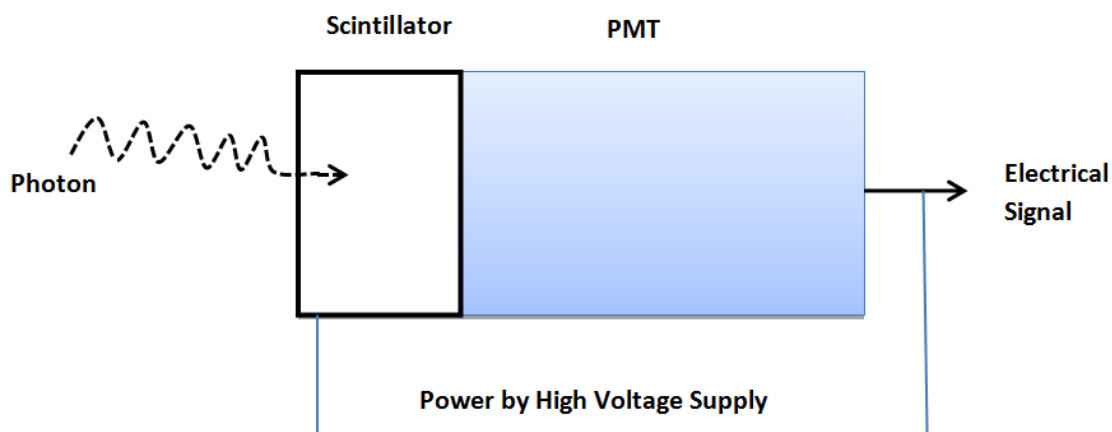 Scintillator
PMT
Photon
Electrical
Signal
Power by High Voltage Supply